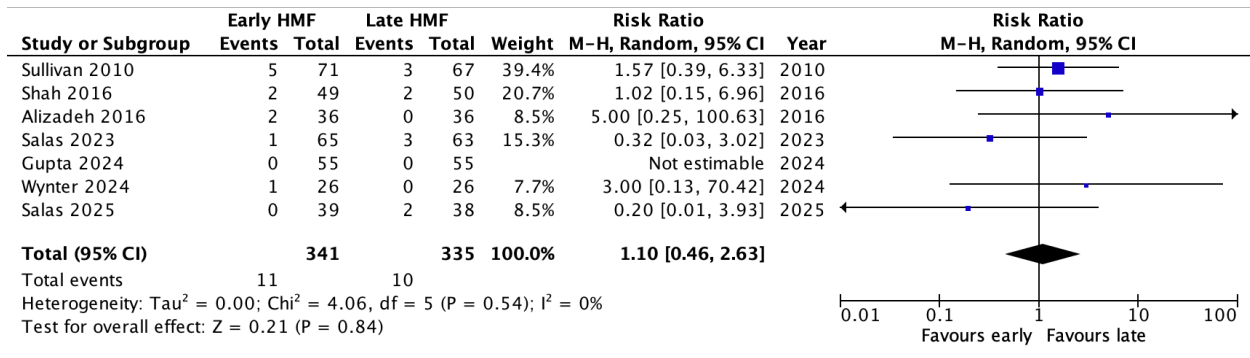 Early HMF Late HMF Risk Ratio Risk Ratio
Study or Subgroup Events Total Events Total Weight M-H, Random, 95% CI Year M-H, Random, 95% CI
Sullivan 2010 5 71 3 67 39.4% 1.57 [0.39, 6.33] 2010
Shah 2016 2 49 2 50 20.7% 1.02 [0.15, 6.96] 2016
Alizadeh 2016 2 36 0 36 8.5% 5.00 [0.25, 100.63] 2016
Salas 2023 1 65 3 63 15.3% 0.32 [0.03, 3.02] 2023
Gupta 2024 0 55 0 55 Not estimable 2024
Wynter 2024 1 26 0 26 7.7% 3.00 [0.13, 70.42] 2024
Salas 2025 0 39 2 38 8.5% 0.20 [0.01, 3.93] 2025
Total (95% CI) 341 335 100.0% 1.10 [0.46, 2.63]
Total events 11 10
Heterogeneity: Tau² = 0.00; Chi² = 4.06, df = 5 (P = 0.54); I² = 0%
Test for overall effect: Z = 0.21 (P = 0.84)
0.01 0.1 1 10 100
Favours early Favours late